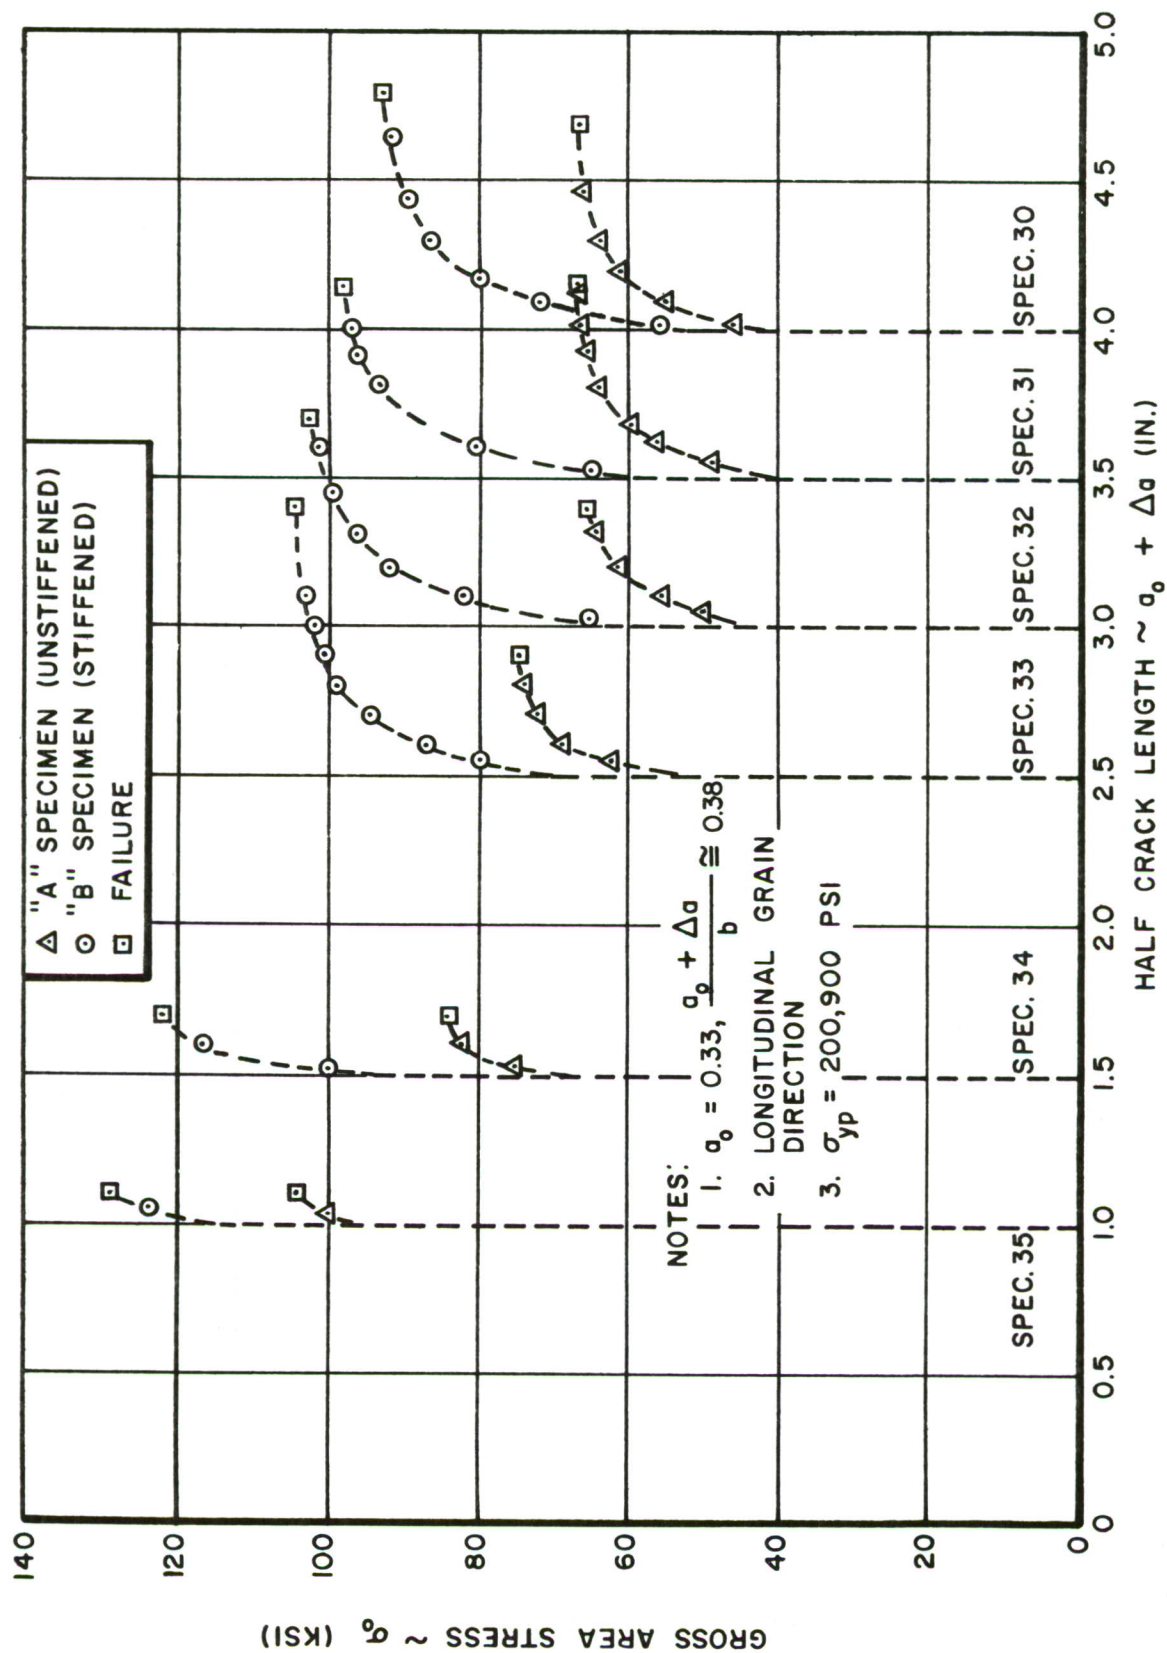 △ "A" SPECIMEN (UNSTIFFENED)
○ "B" SPECIMEN (STIFFENED)
□ FAILURE
GROSS AREA STRESS ~ σ₀ (KSI)
140
120
100
80
60
40
20
0
NOTES:
1. a₀ = 0.33, (a₀ + Δa)/b ≅ 0.38
2. LONGITUDINAL GRAIN
DIRECTION
3. σyp = 200,900 PSI
SPEC. 35
SPEC. 34
SPEC. 33
SPEC. 32
SPEC. 31
SPEC. 30
0
0.5
1.0
1.5
2.0
2.5
3.0
3.5
4.0
4.5
5.0
HALF CRACK LENGTH ~ a₀ + Δa (IN.)